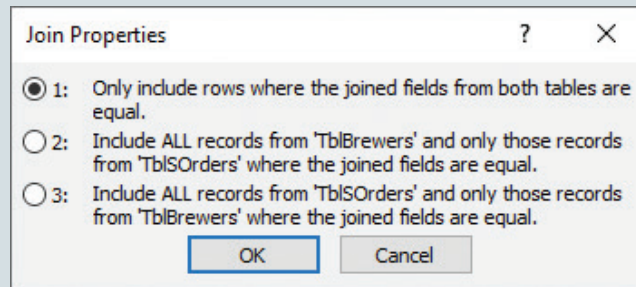 Join Properties ? ×
1: Only include rows where the joined fields from both tables are
equal.
2: Include ALL records from 'TblBrewers' and only those records
from 'TblSOrders' where the joined fields are equal.
3: Include ALL records from 'TblSOrders' and only those records
from 'TblBrewers' where the joined fields are equal.
OK Cancel